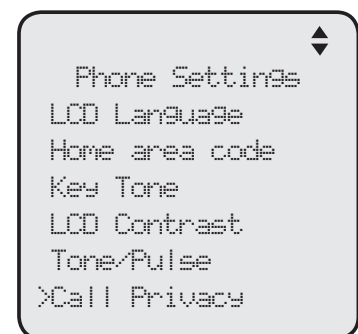 Phone Settings
LCD Language
Home area code
Key Tone
LCD Contrast
Tone/Pulse
>Call Privacy